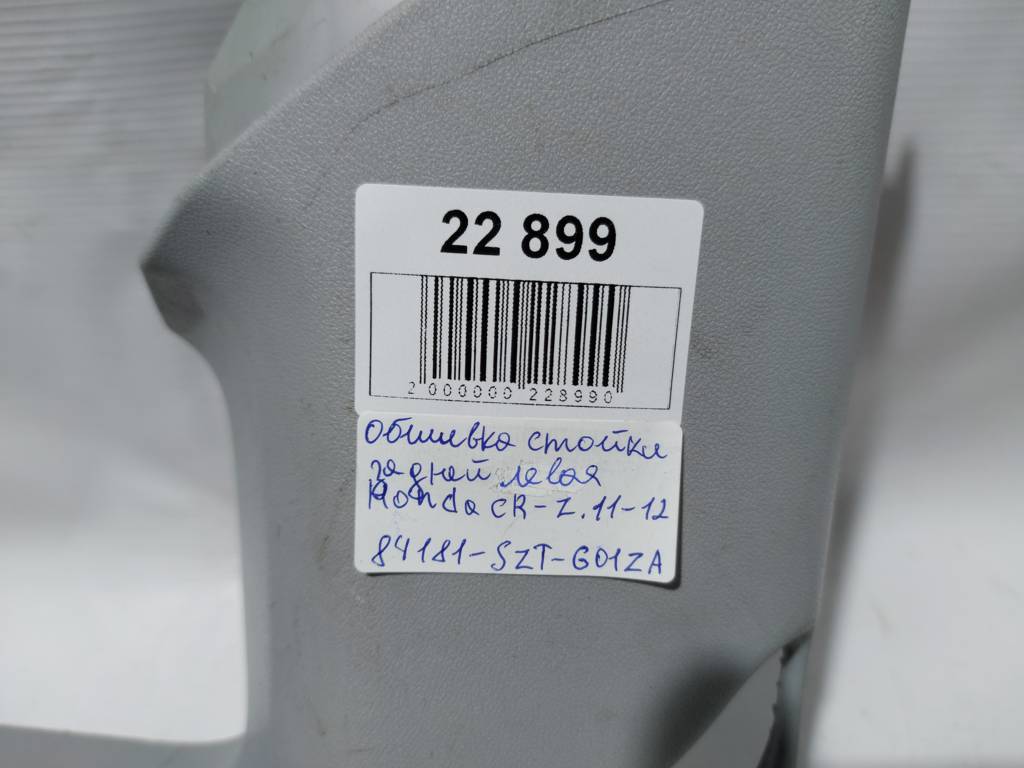 22 899
2 000000 228990
Обшивка стойки
задней левая
Honda CR-Z.11-12
84181-SZT-G01ZA